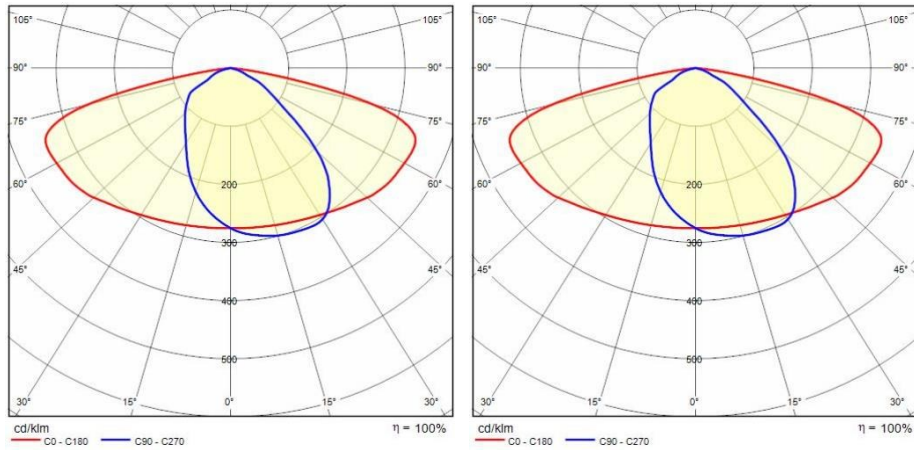 105° 105° 105° 105°
90° 90° 90° 90°
75° 75° 75° 75°
60° 60° 60° 60°
200 200
45° 45° 45° 45°
300 300
400 400
500 500
30° 15° 0° 15° 30° 30° 15° 0° 15° 30°
cd/klm η = 100% cd/klm η = 100%
C0 - C180 C90 - C270 C0 - C180 C90 - C270